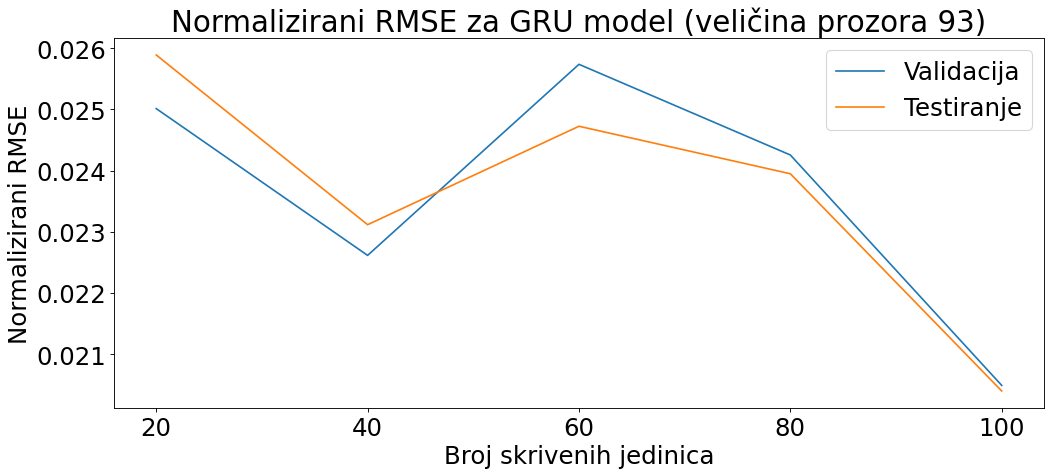 Normalizirani RMSE za GRU model (veličina prozora 93)
Validacija
Testiranje
Normalizirani RMSE
0.026
0.025
0.024
0.023
0.022
0.021
20 40 60 80 100
Broj skrivenih jedinica